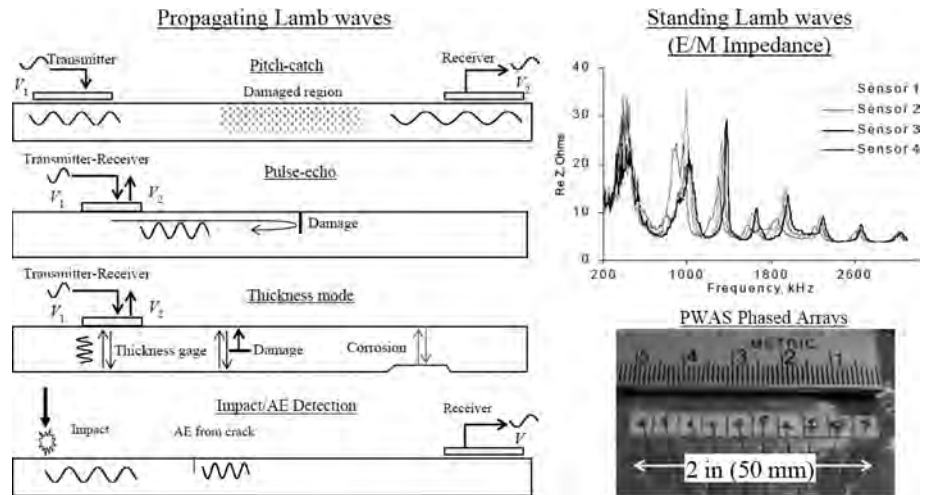 Propagating Lamb waves
Transmitter
V1
Pitch-catch
Damaged region
Receiver
V2
Transmitter-Receiver
V1
V2
Pulse-echo
Damage
Transmitter-Receiver
V1
V2
Thickness mode
Thickness gage
Damage
Corrosion
Impact/AE Detection
Impact
AE from crack
Receiver
V
Standing Lamb waves
(E/M Impedance)
40
30
20
10
0
Re Z, Ohms
Sensor 1
Sensor 2
Sensor 3
Sensor 4
200
1000
1800
2600
Frequency, kHz
PWAS Phased Arrays
METRIC
5 4 3 2 1
2 in (50 mm)